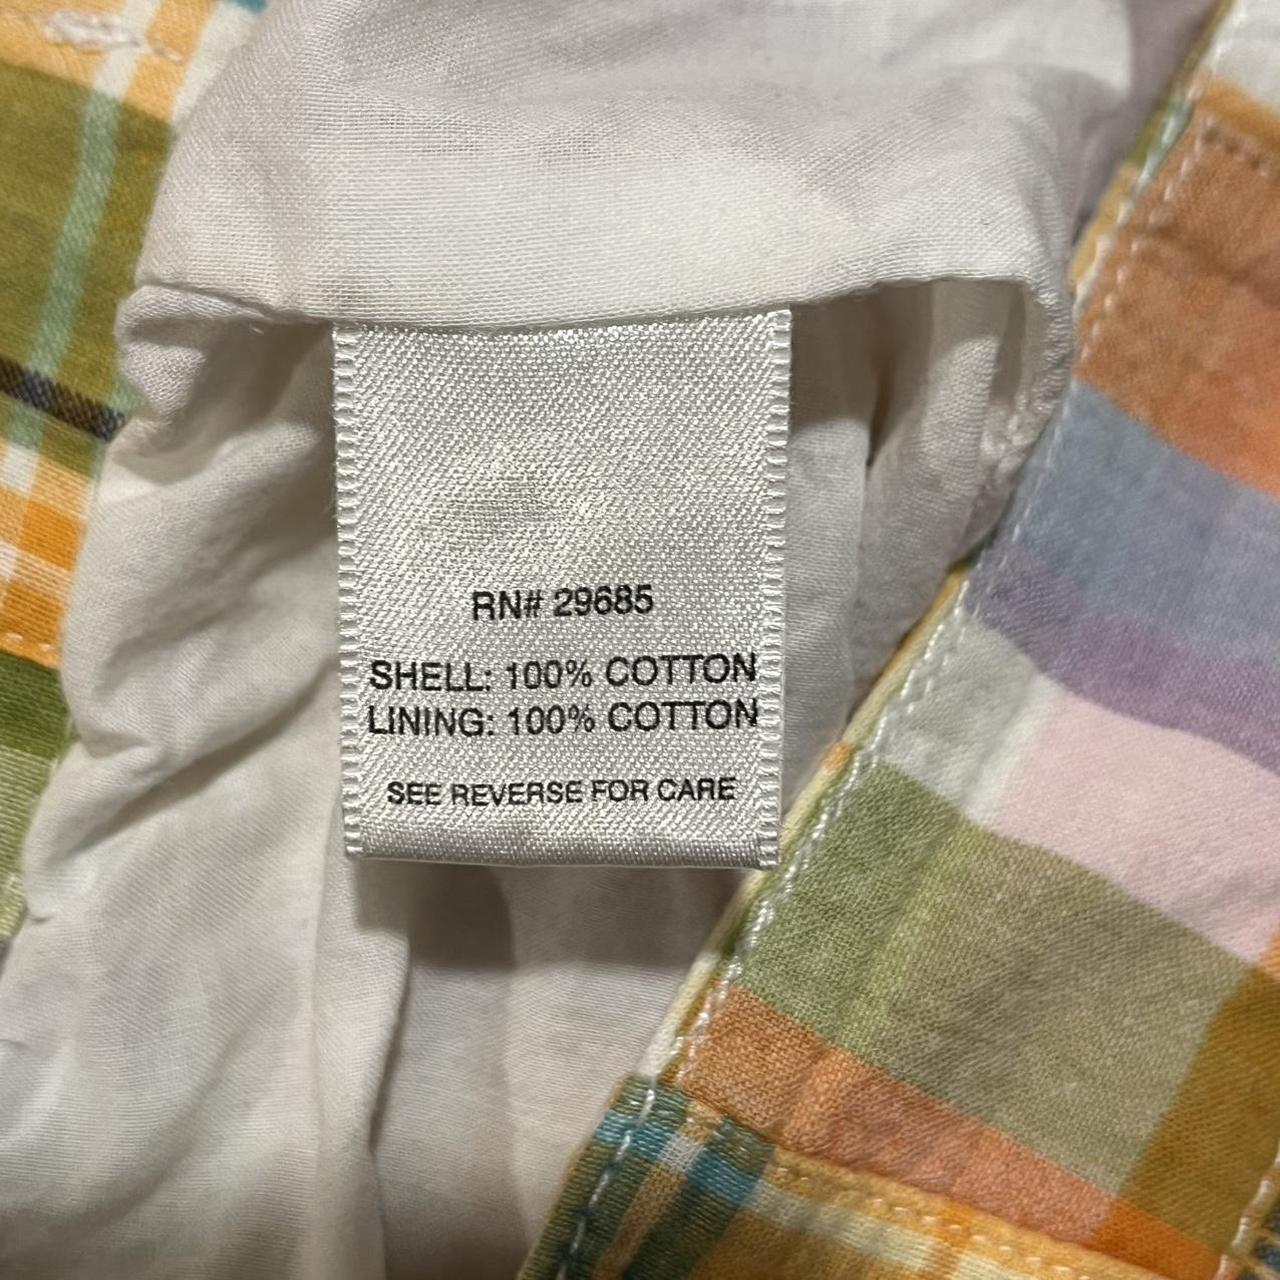 RN# 29685
SHELL: 100% COTTON
LINING: 100% COTTON
SEE REVERSE FOR CARE